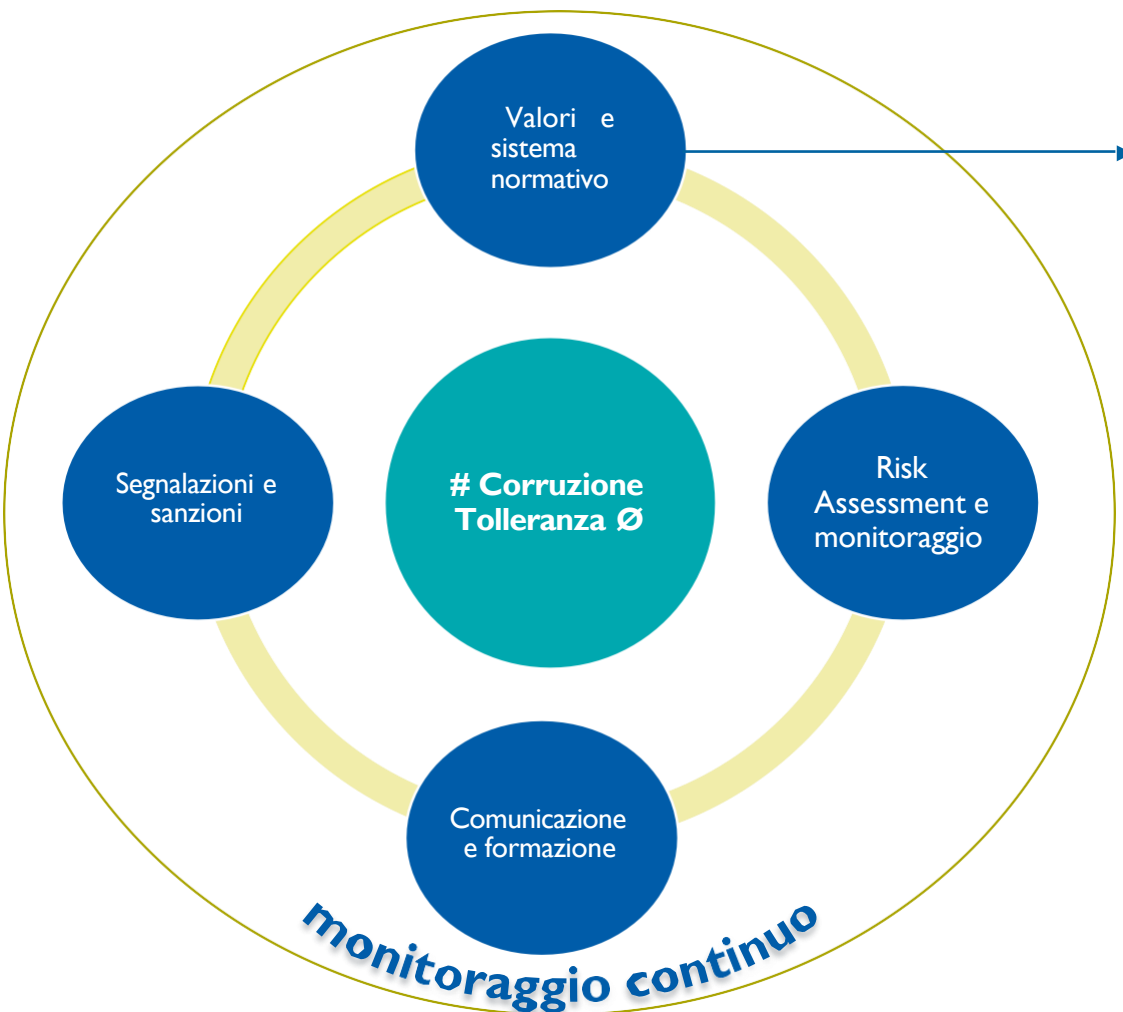 Valori e
sistema
normativo
Segnalazioni e
sanzioni
# Corruzione
Tolleranza Ø
Risk
Assessment e
monitoraggio
Comunicazione
e formazione
monitoraggio continuo